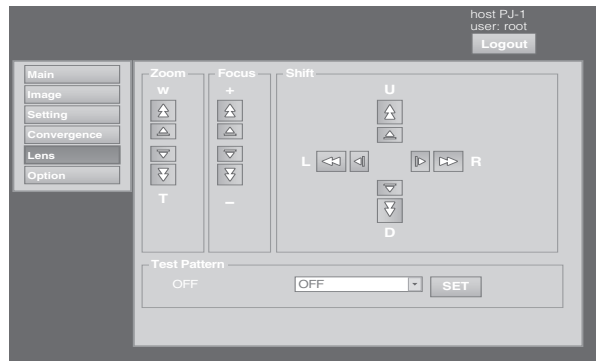 host PJ-1
user: root
Logout
Main
Image
Setting
Convergence
Lens
Option
Zoom
W
T
Focus
+
–
Shift
U
L
R
D
Test Pattern
OFF
OFF
SET